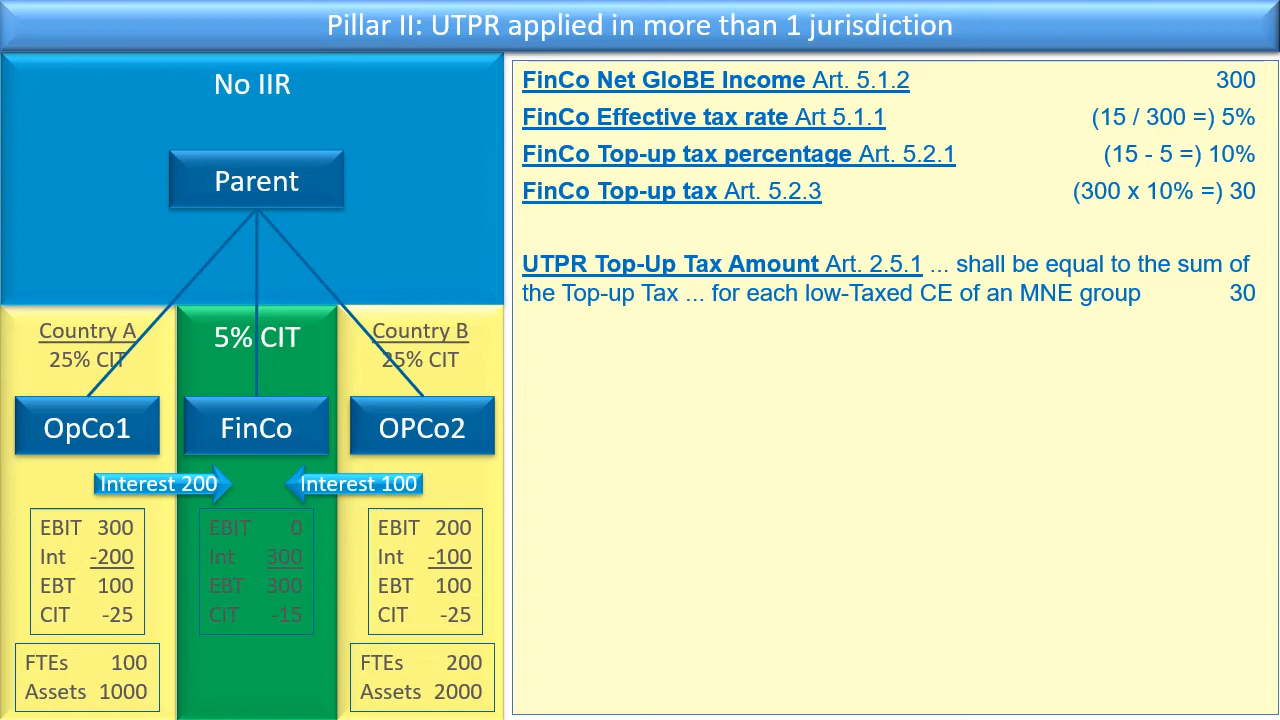 Pillar II: UTPR applied in more than 1 jurisdiction
No IIR
Parent
Country A
25% CIT
5% CIT
Country B
25% CIT
OpCo1
FinCo
OPCo2
Interest 200
Interest 100
EBIT 300
Int -200
EBT 100
CIT -25
EBIT 0
Int 300
EBT 300
CIT -15
EBIT 200
Int -100
EBT 100
CIT -25
FTEs 100
Assets 1000
FTEs 200
Assets 2000
FinCo Net GloBE Income Art. 5.1.2 300
FinCo Effective tax rate Art 5.1.1 (15 / 300 =) 5%
FinCo Top-up tax percentage Art. 5.2.1 (15 - 5 =) 10%
FinCo Top-up tax Art. 5.2.3 (300 x 10% =) 30
UTPR Top-Up Tax Amount Art. 2.5.1 ... shall be equal to the sum of
the Top-up Tax ... for each low-Taxed CE of an MNE group 30